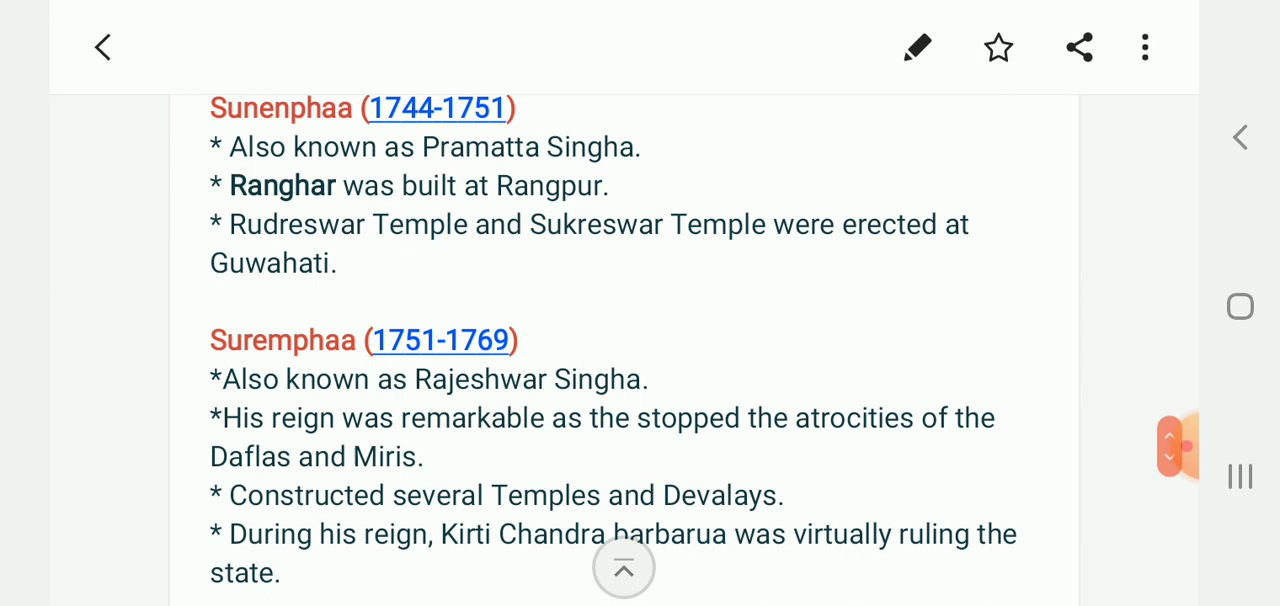 Sunenphaa (1744-1751)
* Also known as Pramatta Singha.
* Ranghar was built at Rangpur.
* Rudreswar Temple and Sukreswar Temple were erected at
Guwahati.
Suremphaa (1751-1769)
*Also known as Rajeshwar Singha.
*His reign was remarkable as the stopped the atrocities of the
Daflas and Miris.
* Constructed several Temples and Devalays.
* During his reign, Kirti Chandra barbarua was virtually ruling the
state.